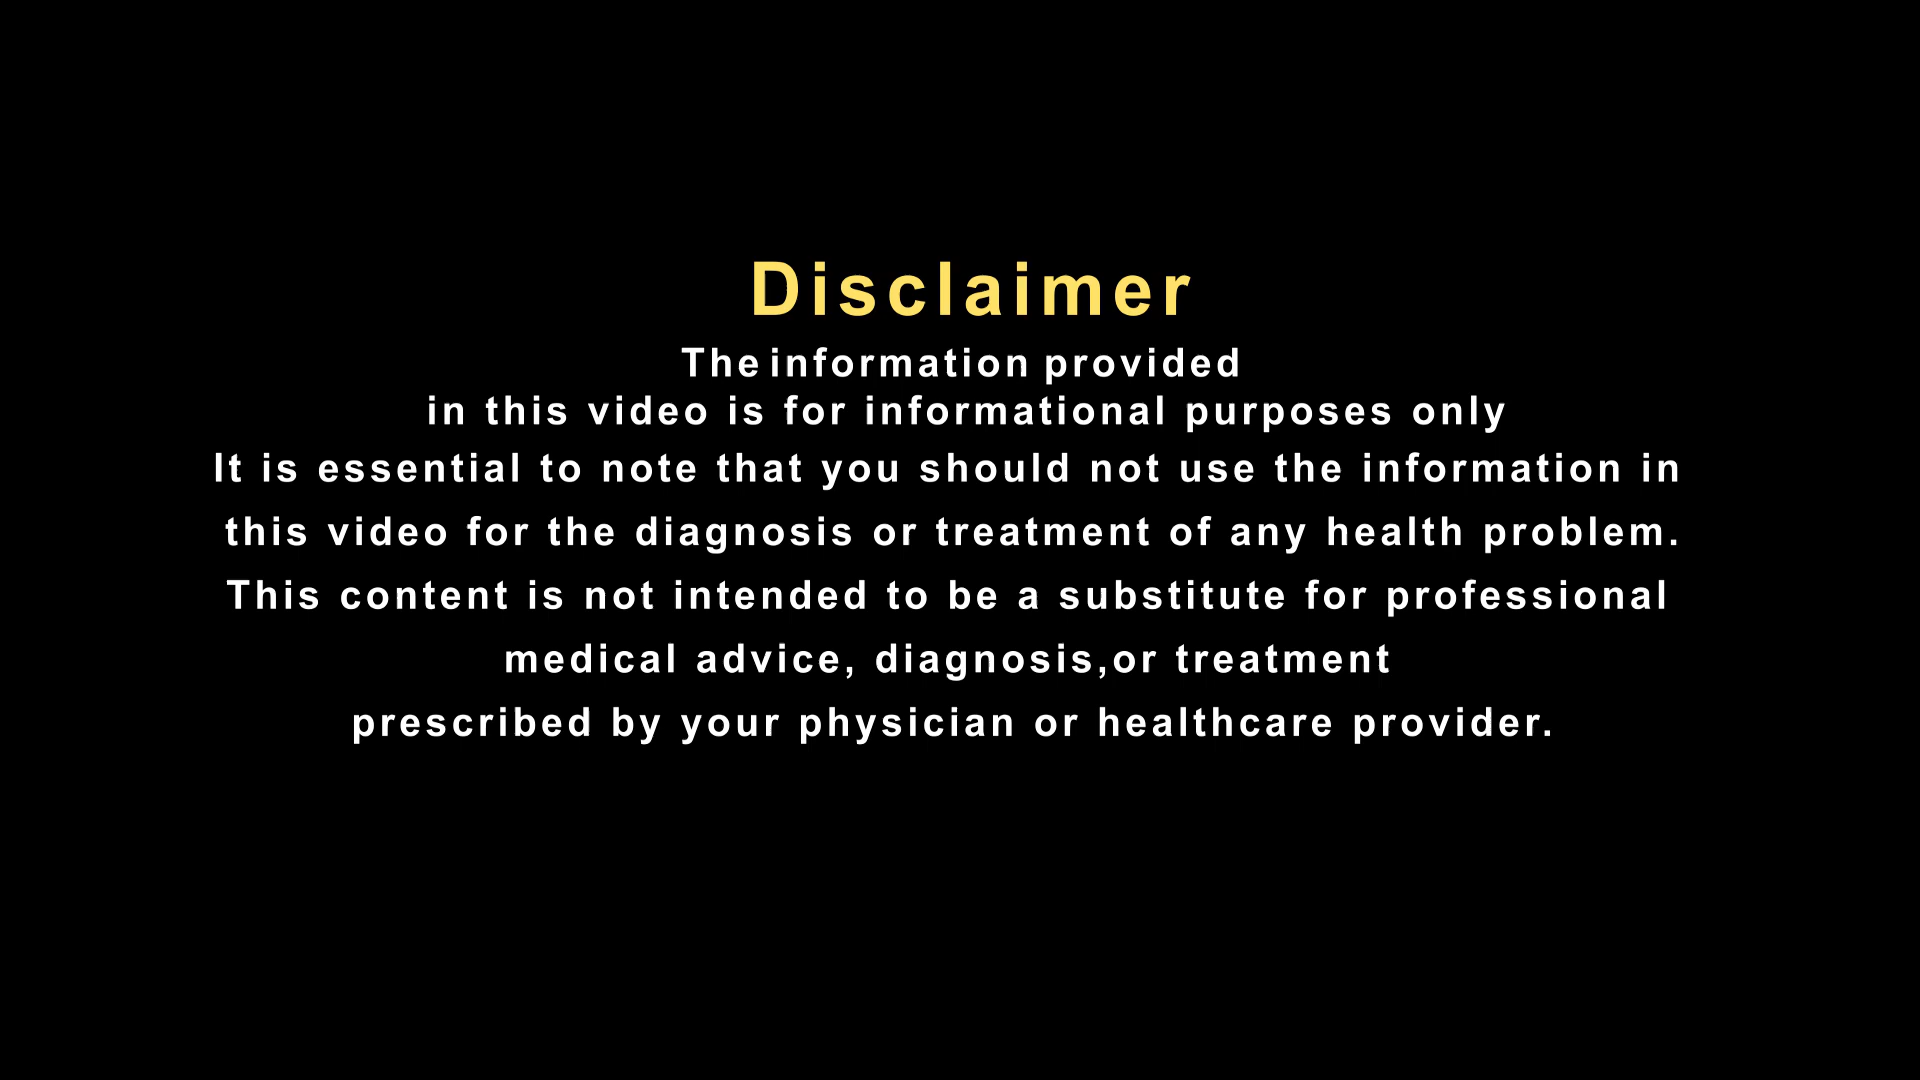 Disclaimer
The information provided
in this video is for informational purposes only
It is essential to note that you should not use the information in
this video for the diagnosis or treatment of any health problem.
This content is not intended to be a substitute for professional
medical advice, diagnosis,or treatment
prescribed by your physician or healthcare provider.